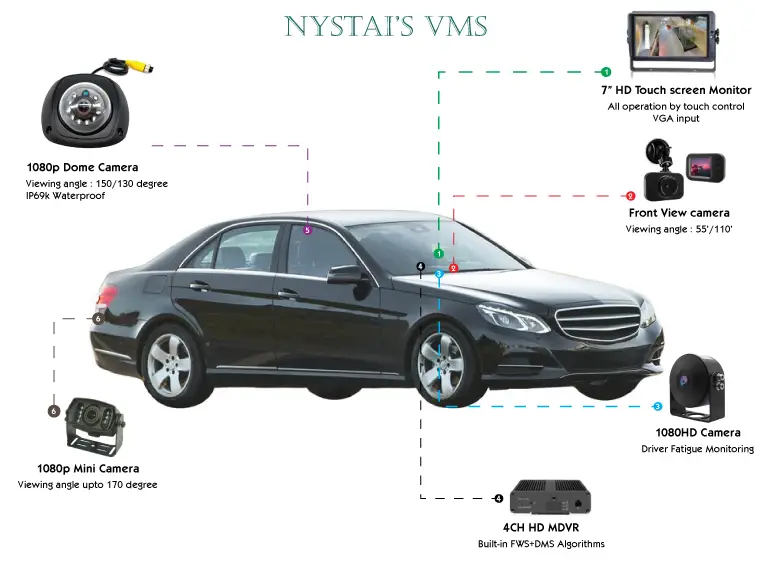 NYSTAI'S VMS
1
7" HD Touch screen Monitor
All operation by touch control
VGA input
1080p Dome Camera
Viewing angle : 150/130 degree
IP69k Waterproof
2
Front View camera
Viewing angle : 55'/110'
5
1
4
2
3
6
6
3
1080HD Camera
Driver Fatigue Monitoring
1080p Mini Camera
Viewing angle upto 170 degree
4
4CH HD MDVR
Built-in FWS+DMS Algorithms